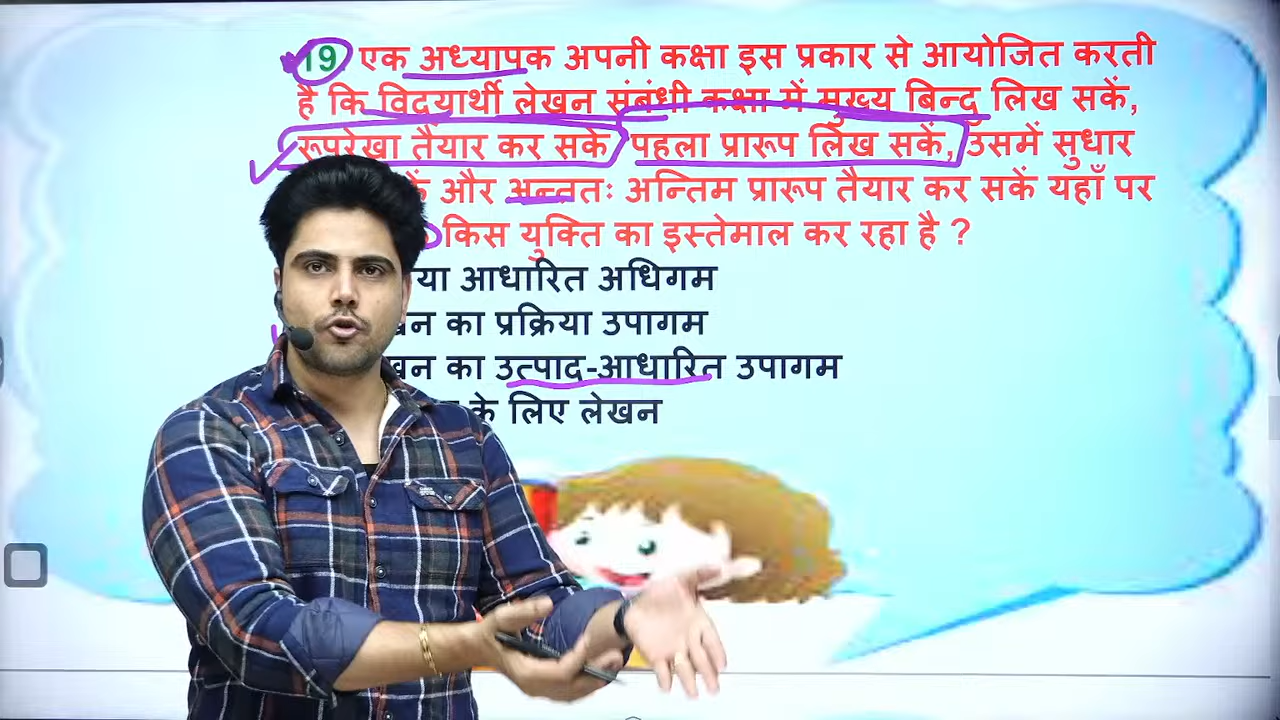 19 एक अध्यापक अपनी कक्षा इस प्रकार से आयोजित करती
है कि विद्यार्थी लेखन संबंधी कक्षा में मुख्य बिन्दु लिख सकें,
रूपरेखा तैयार कर सके पहला प्रारूप लिख सकें, उसमें सुधार
और अन्ततः अन्तिम प्रारूप तैयार कर सकें यहाँ पर
किस युक्ति का इस्तेमाल कर रहा है ?
आधारित अधिगम
का प्रक्रिया उपागम
का उत्पाद-आधारित उपागम
के लिए लेखन